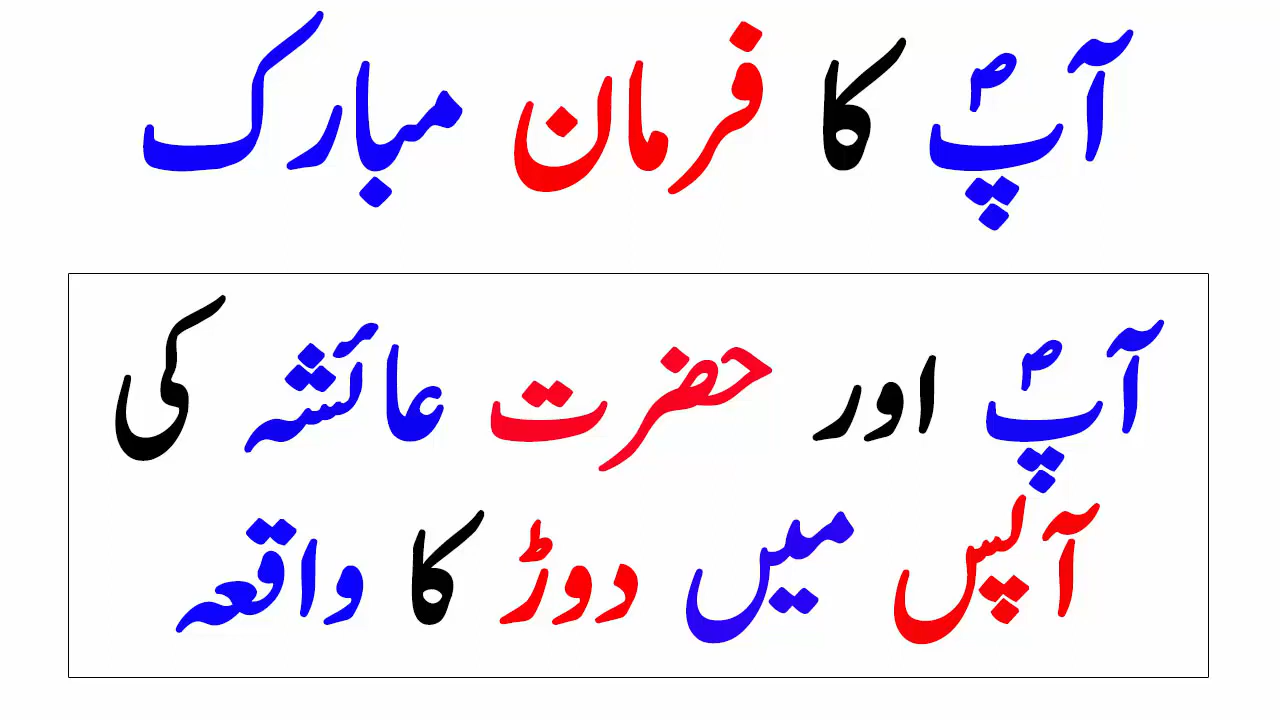 آپؐ کا فرمان مبارک
آپؐ اور حضرت عائشہ کی
آپس میں دوڑ کا واقعہ